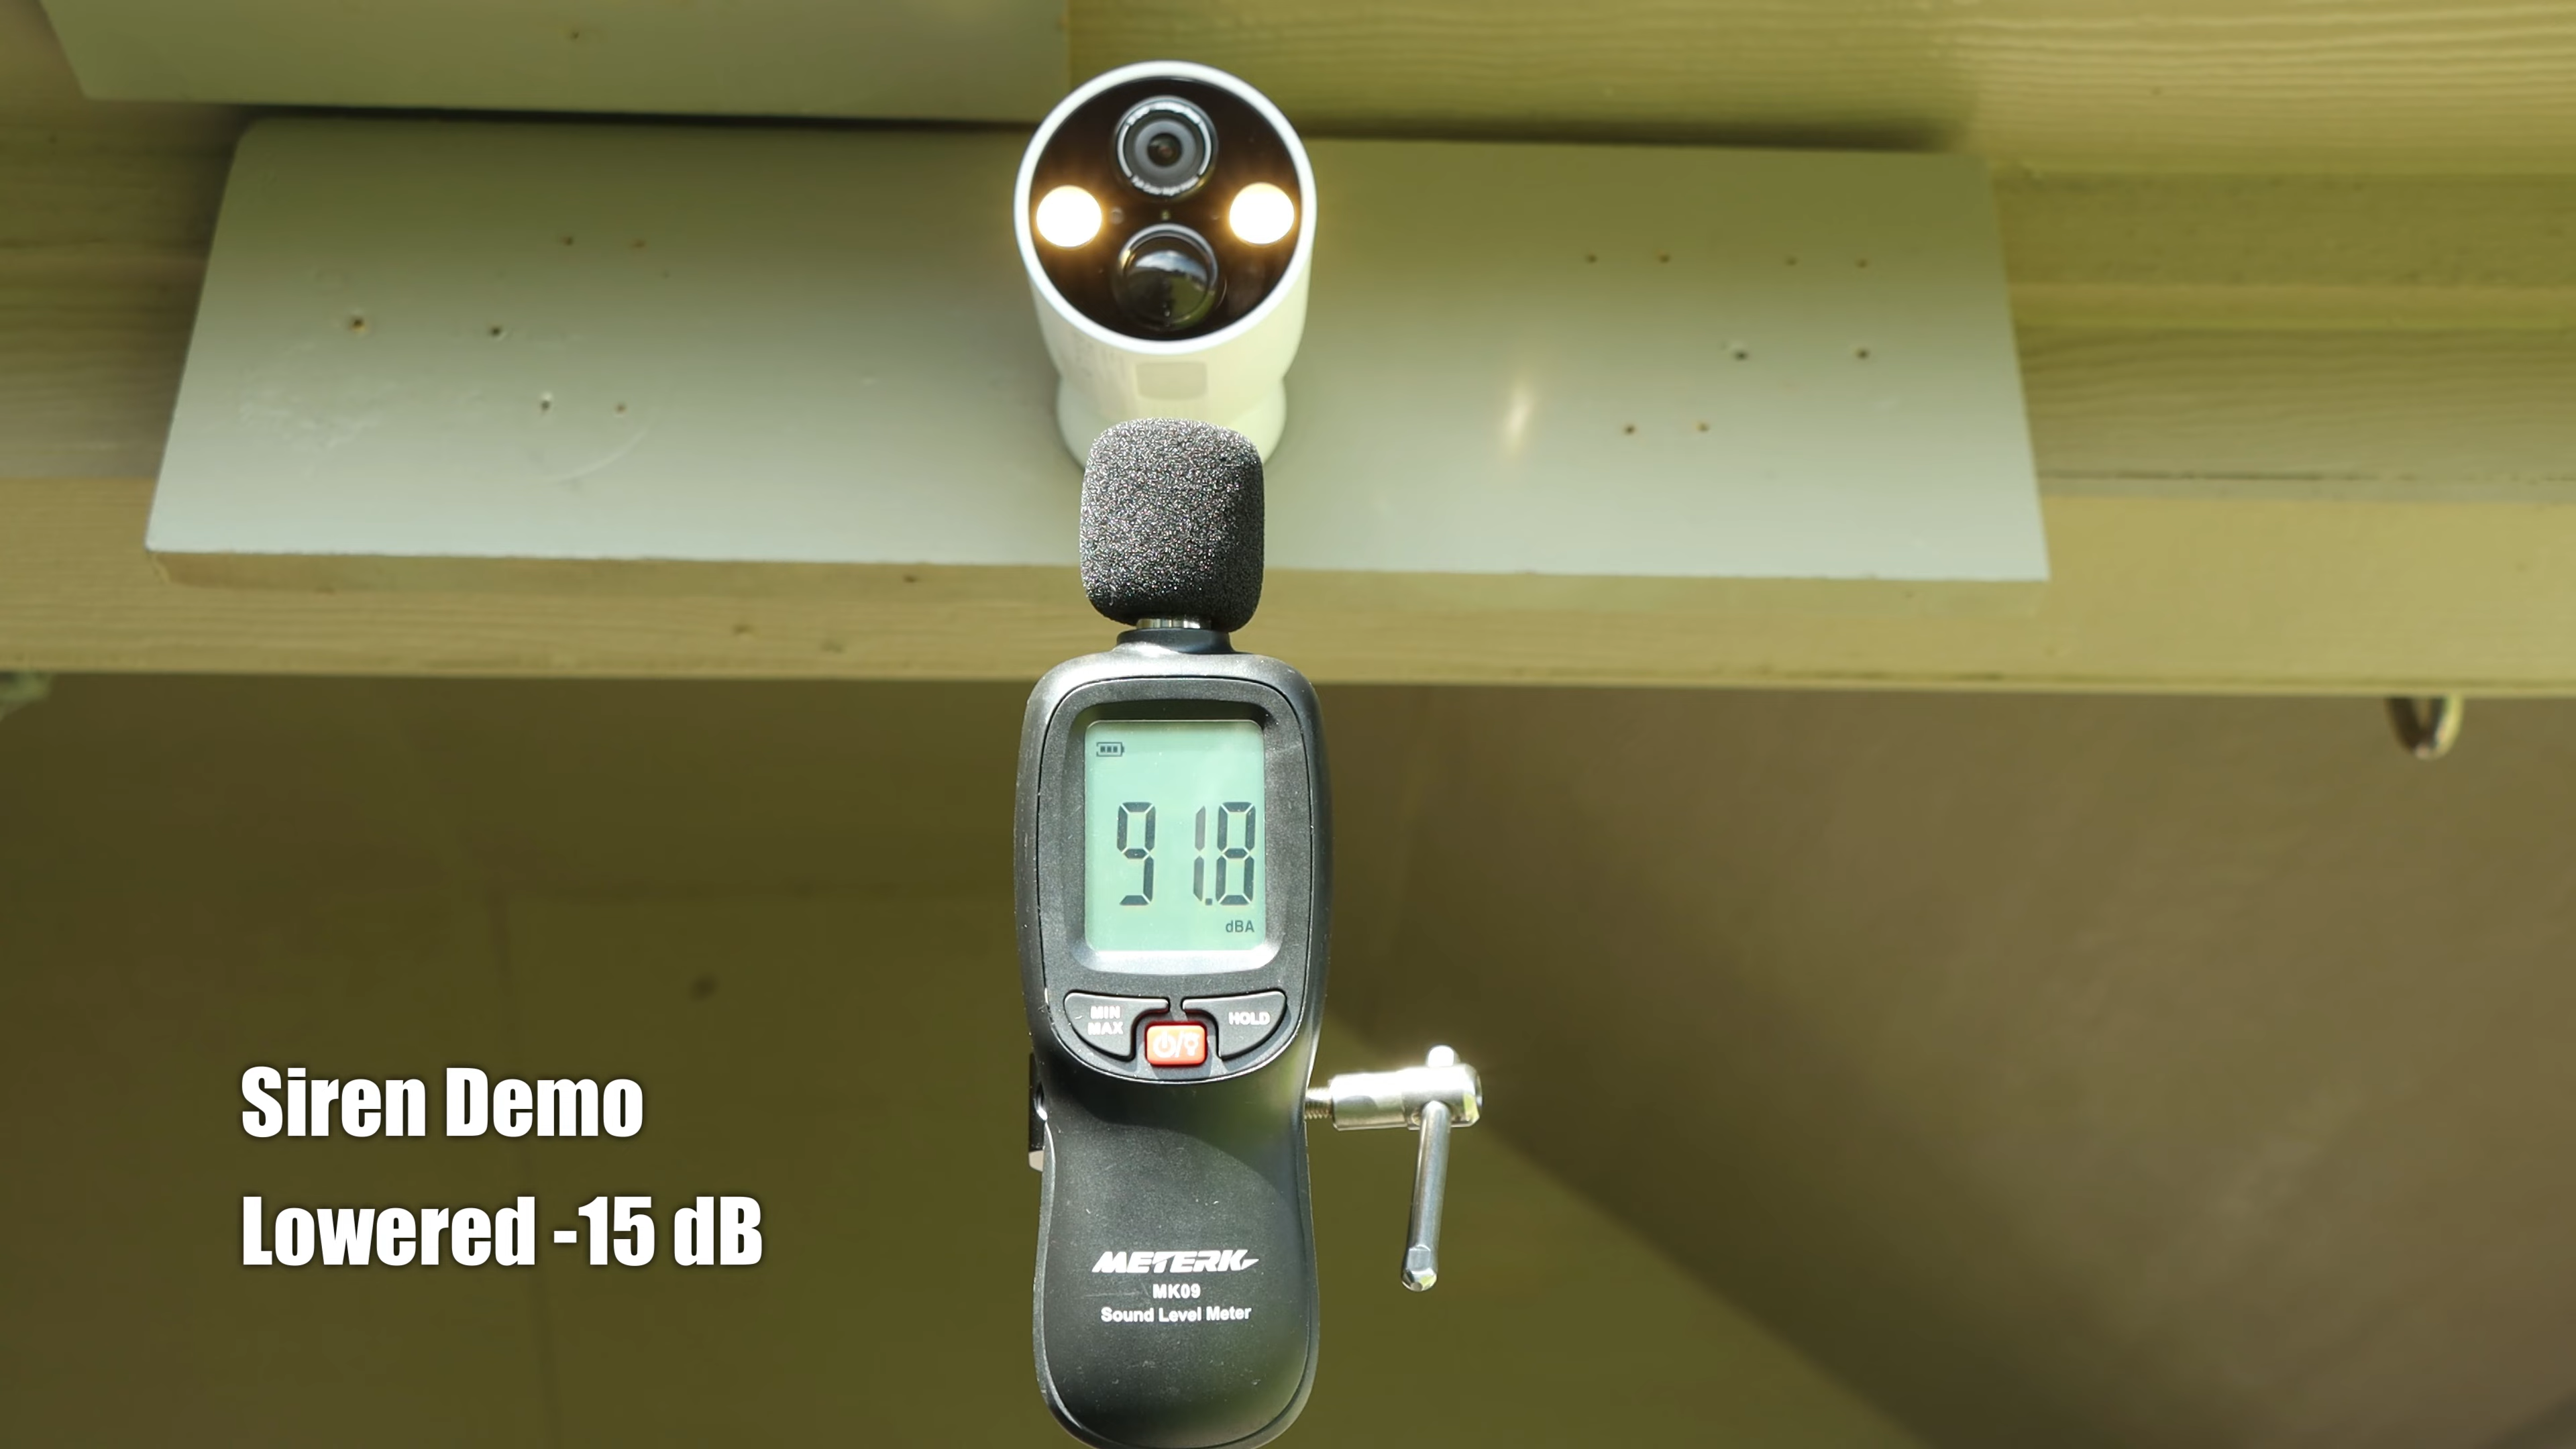 91.8
dBA
MIN
MAX
HOLD
Siren Demo
Lowered -15 dB
METERK
MK09
Sound Level Meter